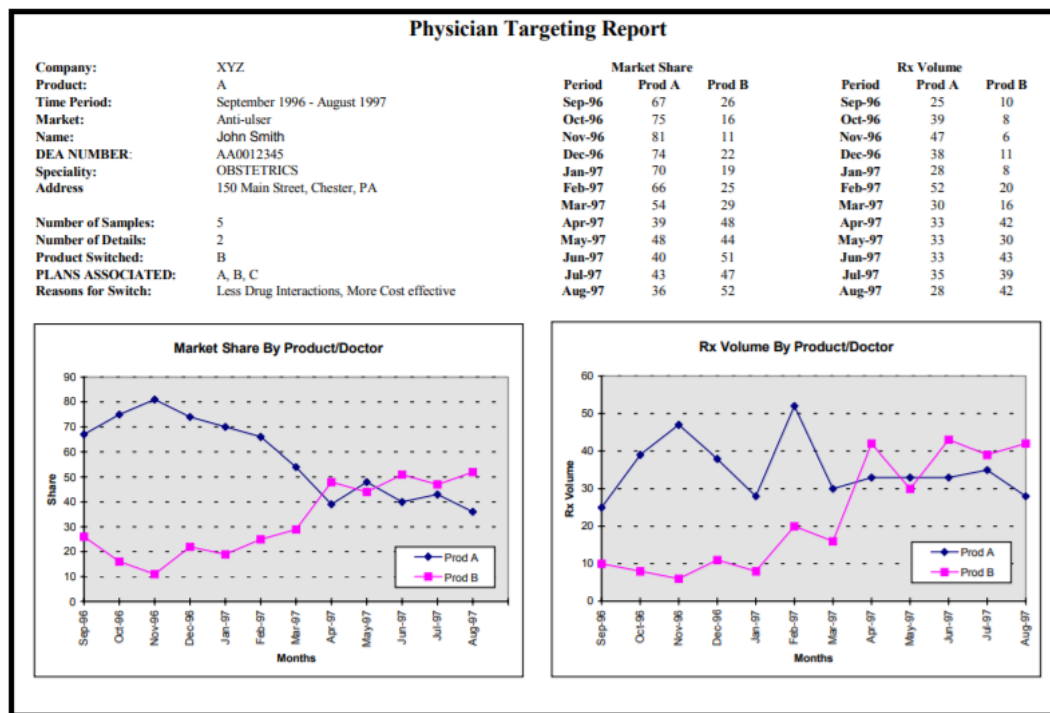 Physician Targeting Report
Company: XYZ
Product: A
Time Period: September 1996 - August 1997
Market: Anti-ulser
Name: John Smith
DEA NUMBER: AA0012345
Speciality: OBSTETRICS
Address 150 Main Street, Chester, PA
Number of Samples: 5
Number of Details: 2
Product Switched: B
PLANS ASSOCIATED: A, B, C
Reasons for Switch: Less Drug Interactions, More Cost effective
Market Share
Period Prod A Prod B
Sep-96 67 26
Oct-96 75 16
Nov-96 81 11
Dec-96 74 22
Jan-97 70 19
Feb-97 66 25
Mar-97 54 29
Apr-97 39 48
May-97 48 44
Jun-97 40 51
Jul-97 43 47
Aug-97 36 52
Rx Volume
Period Prod A Prod B
Sep-96 25 10
Oct-96 39 8
Nov-96 47 6
Dec-96 38 11
Jan-97 28 8
Feb-97 52 20
Mar-97 30 16
Apr-97 33 42
May-97 33 30
Jun-97 33 43
Jul-97 35 39
Aug-97 28 42
Market Share By Product/Doctor
90
80
70
60
50
40
30
20
10
0
Share
Prod A
Prod B
Sep-96
Oct-96
Nov-96
Dec-96
Jan-97
Feb-97
Mar-97
Apr-97
May-97
Jun-97
Jul-97
Aug-97
Months
Rx Volume By Product/Doctor
60
50
40
30
20
10
0
Rx Volume
Prod A
Prod B
Sep-96
Oct-96
Nov-96
Dec-96
Jan-97
Feb-97
Mar-97
Apr-97
May-97
Jun-97
Jul-97
Aug-97
Months